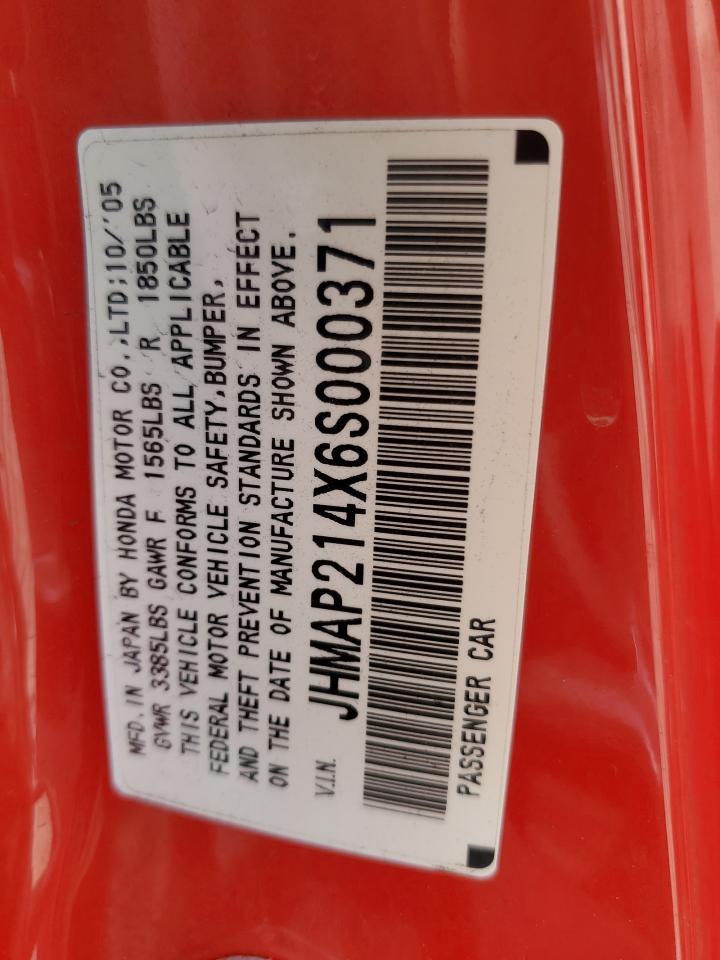 MFD. IN JAPAN BY HONDA MOTOR CO.,LTD;10/'05
GVWR 3385LBS GAWR F 1565LBS R 1850LBS
THIS VEHICLE CONFORMS TO ALL APPLICABLE
FEDERAL MOTOR VEHICLE SAFETY,BUMPER,
AND THEFT PREVENTION STANDARDS IN EFFECT
ON THE DATE OF MANUFACTURE SHOWN ABOVE.
V.I.N. JHMAP214X6S000371
PASSENGER CAR